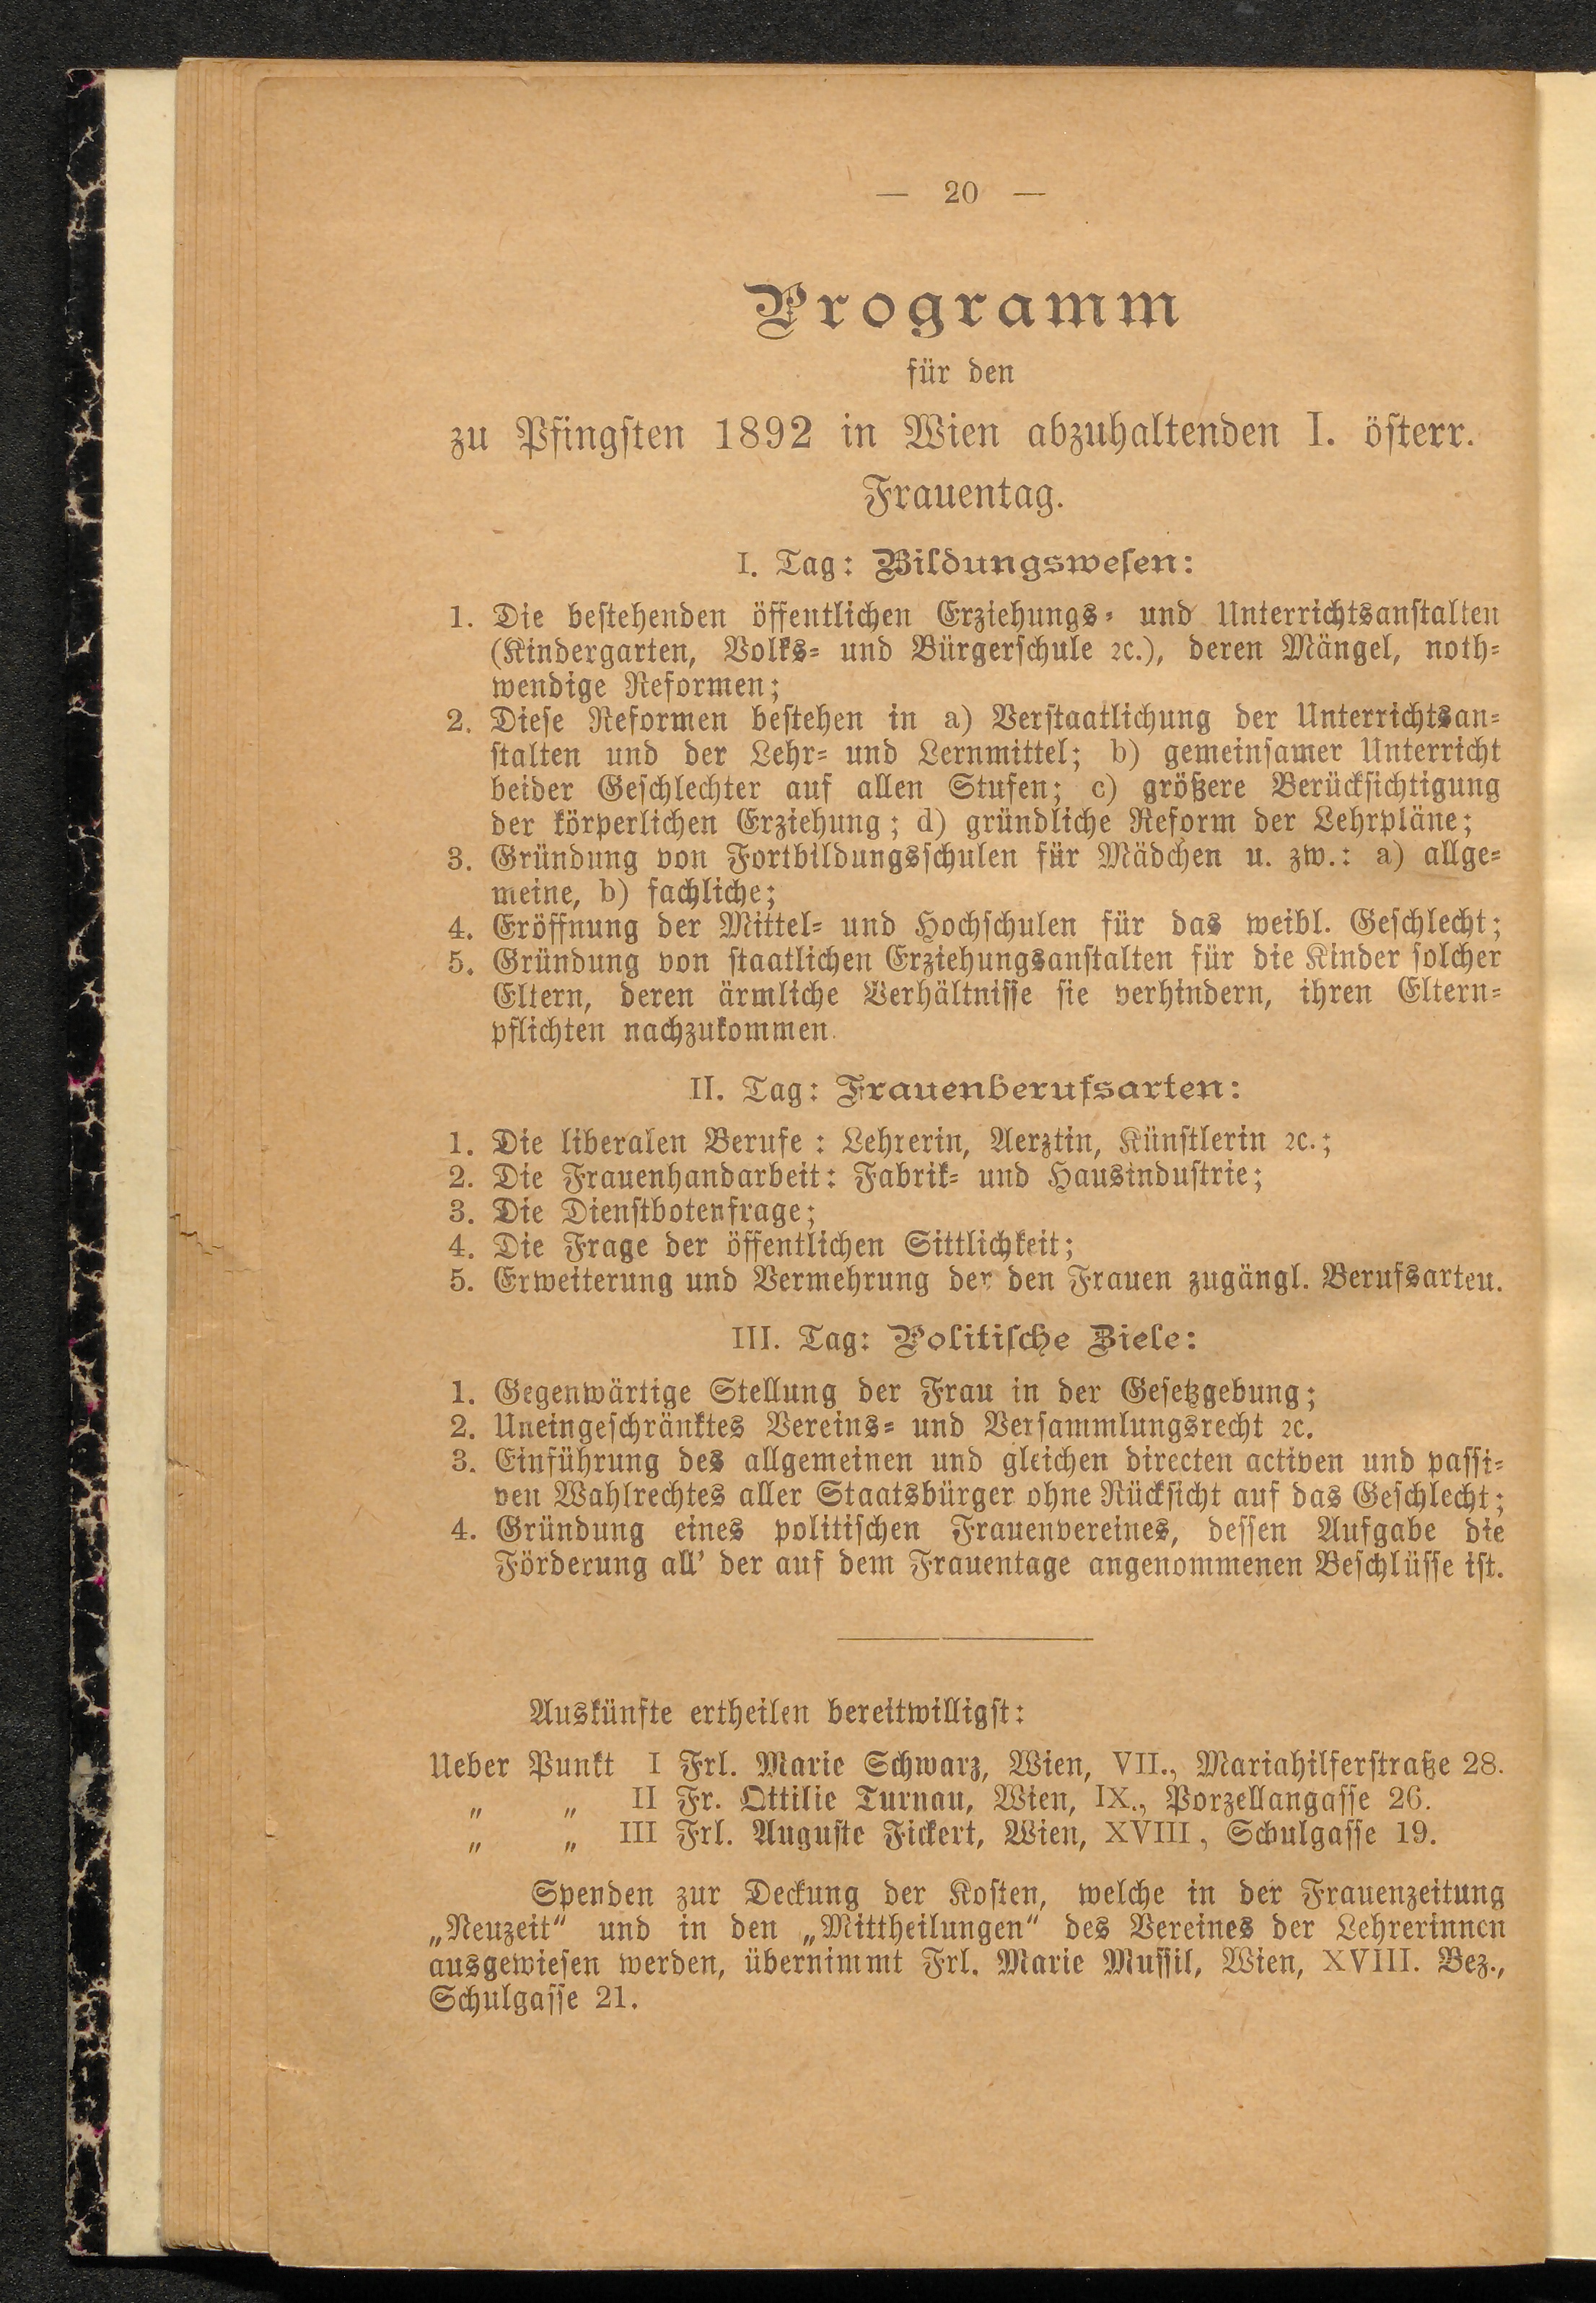 — 20 —
Programm
für den
zu Pfingsten 1892 in Wien abzuhaltenden I. österr.
Frauentag.
I. Tag: Bildungswesen:
1. Die bestehenden öffentlichen Erziehungs- und Unterrichtsanstalten
(Kindergarten, Volks- und Bürgerschule ꝛc.), deren Mängel, noth-
wendige Reformen;
2. Diese Reformen bestehen in a) Verstaatlichung der Unterrichtsan-
stalten und der Lehr- und Lernmittel; b) gemeinsamer Unterricht
beider Geschlechter auf allen Stufen; c) größere Berücksichtigung
der körperlichen Erziehung; d) gründliche Reform der Lehrpläne;
3. Gründung von Fortbildungsschulen für Mädchen u. zw.: a) allge-
meine, b) fachliche;
4. Eröffnung der Mittel- und Hochschulen für das weibl. Geschlecht;
5. Gründung von staatlichen Erziehungsanstalten für die Kinder solcher
Eltern, deren ärmliche Verhältnisse sie verhindern, ihren Eltern-
pflichten nachzukommen.
II. Tag: Frauenberufsarten:
1. Die liberalen Berufe : Lehrerin, Aerztin, Künstlerin ꝛc.;
2. Die Frauenhandarbeit: Fabrik- und Hausindustrie;
3. Die Dienstbotenfrage;
4. Die Frage der öffentlichen Sittlichkeit;
5. Erweiterung und Vermehrung der den Frauen zugängl. Berufsarten.
III. Tag: Politische Ziele:
1. Gegenwärtige Stellung der Frau in der Gesetzgebung;
2. Uneingeschränktes Vereins- und Versammlungsrecht ꝛc.
3. Einführung des allgemeinen und gleichen directen activen und passi-
ven Wahlrechtes aller Staatsbürger ohne Rücksicht auf das Geschlecht;
4. Gründung eines politischen Frauenvereines, dessen Aufgabe die
Förderung all' der auf dem Frauentage angenommenen Beschlüsse ist.
Auskünfte ertheilen bereitwilligst:
Ueber Punkt I Frl. Marie Schwarz, Wien, VII., Mariahilferstraße 28.
„ „ II Fr. Ottilie Turnau, Wien, IX., Porzellangasse 26.
„ „ III Frl. Auguste Fickert, Wien, XVIII, Schulgasse 19.
Spenden zur Deckung der Kosten, welche in der Frauenzeitung
„Neuzeit“ und in den „Mittheilungen“ des Vereines der Lehrerinnen
ausgewiesen werden, übernimmt Frl. Marie Mussil, Wien, XVIII. Bez.,
Schulgasse 21.